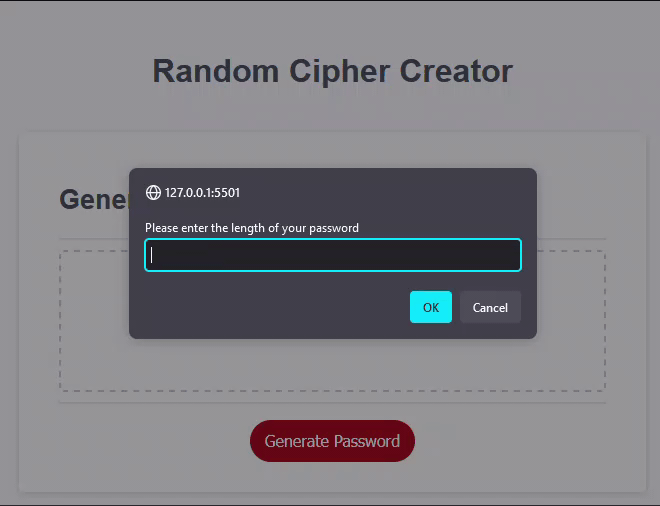 Random Cipher Creator
Gene
127.0.0.1:5501
Please enter the length of your password
OK
Cancel
Generate Password